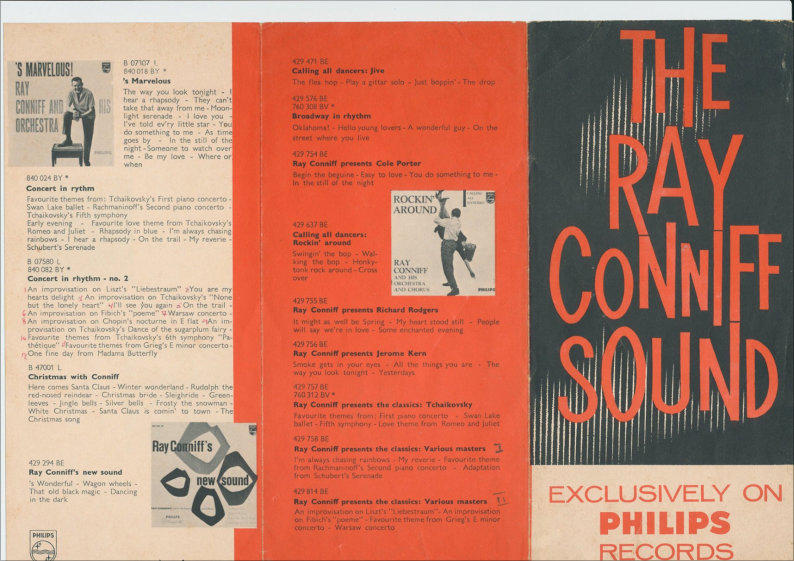 'S MARVELOUS!
RAY
CONNIFF AND HIS
ORCHESTRA
PHILIPS
B 07107 L
840 018 BY *
's Marvelous
The way you look tonight - I
hear a rhapsody - They can't
take that away from me - Moon-
light serenade - I love you -
I've told ev'ry little star - You
do something to me - As time
goes by - In the still of the
night - Someone to watch over
me - Be my love - Where or
when
840 024 BY *
Concert in rythm
Favourite themes from: Tchaikovsky's First piano concerto -
Swan Lake ballet - Rachmaninoff's Second piano concerto -
Tchaikovsky's Fifth symphony
Early evening - Favourite love theme from Tchaikovsky's
Romeo and Juliet - Rhapsody in blue - I'm always chasing
rainbows - I hear a rhapsody - On the trail - My reverie -
Schubert's Serenade
B 07580 L
840 082 BY *
Concert in rhythm - no. 2
1 An improvisation on Liszt's "Liebestraum" 2 You are my
hearts delight 3 An improvisation on Tchaikovsky's "None
but the lonely heart" 4 I'll see you again 5 On the trail -
6 An improvisation on Fibich's "poeme" 7 Warsaw concerto -
8 An improvisation on Chopin's nocturne in E flat 9 An im-
provisation on Tchaikovsky's Dance of the sugarplum fairy -
10 Favourite themes from Tchaikovsky's 6th symphony "Pa-
thétique" 11 Favourite themes from Grieg's E minor concerto -
12 One fine day from Madama Butterfly
B 47001 L
Christmas with Conniff
Here comes Santa Claus - Winter wonderland - Rudolph the
red-nosed reindeer - Christmas bride - Sleighride - Green-
leeves - Jingle bells - Silver bells - Frosty the snowman -
White Christmas - Santa Claus is comin' to town - The
Christmas song
429 294 BE
Ray Conniff's new sound
's Wonderful - Wagon wheels -
That old black magic - Dancing
in the dark
Ray Conniff's
new sound
PHILIPS
PHILIPS
429 471 BE
Calling all dancers: Jive
The flex hop - Play a gittar solo - Just boppin' - The drop
429 576 BE
760 308 BV *
Broadway in rhythm
Oklahoma! - Hello young lovers - A wonderful guy - On the
street where you live
429 754 BE
Ray Conniff presents Cole Porter
Begin the beguine - Easy to love - You do something to me -
In the still of the night
429 637 BE
Calling all dancers:
Rockin' around
Swingin' the bop - Wal-
king the bop - Honky-
tonk rock around - Cross
over
ROCKIN'
AROUND
RAY
CONNIFF
AND HIS
ORCHESTRA
AND CHORUS
PHILIPS
429 755 BE
Ray Conniff presents Richard Rodgers
It might as well be Spring - My heart stood still - People
will say we're in love - Some enchanted evening
429 756 BE
Ray Conniff presents Jerome Kern
Smoke gets in your eyes - All the things you are - The
way you look tonight - Yesterdays
429 757 BE
760 312 BV *
Ray Conniff presents the classics: Tchaikovsky
Favourite themes from: First piano concerto - Swan Lake
ballet - Fifth symphony - Love theme from Romeo and Juliet
429 758 BE
Ray Conniff presents the classics: Various masters I
I'm always chasing rainbows - My reverie - Favourite theme
from Rachmaninoff's Second piano concerto - Adaptation
from Schubert's Serenade
429 814 BE
Ray Conniff presents the classics: Various masters II
An improvisation on Liszt's "Liebestraum" - An improvisation
on Fibich's "poeme" - Favourite theme from Grieg's E minor
concerto - Warsaw concerto
THE
RAY
CONNIFF
SOUND
EXCLUSIVELY ON
PHILIPS
RECORDS